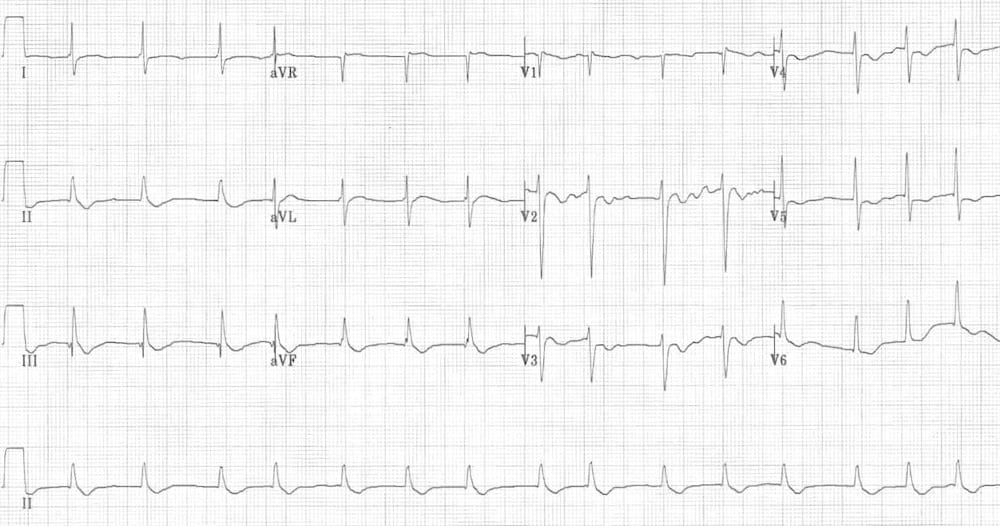 I aVR V1 V4
II aVL V2 V5
III aVF V3 V6
II